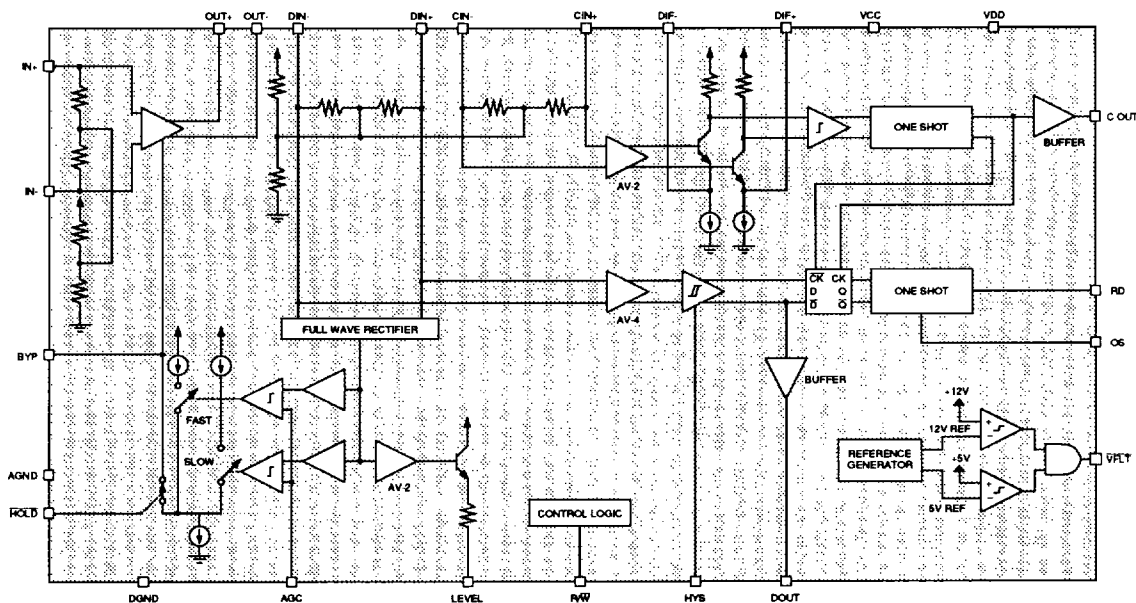 OUT+ OUT- DIN- DIN+ CIN- CIN+ DIF- DIF+ VCC VDD
IN+
IN-
ONE SHOT
BUFFER
C OUT
AV-2
CK CK
D Q
D Q
ONE SHOT
RD
OS
AV-4
FULL WAVE RECTIFIER
BYP
BUFFER
FAST
SLOW
AV-2
+12V
12V REF
REFERENCE
GENERATOR
+5V
5V REF
VFLT
AGND
HOLD
CONTROL LOGIC
DGND AGC LEVEL R/W HYS DOUT